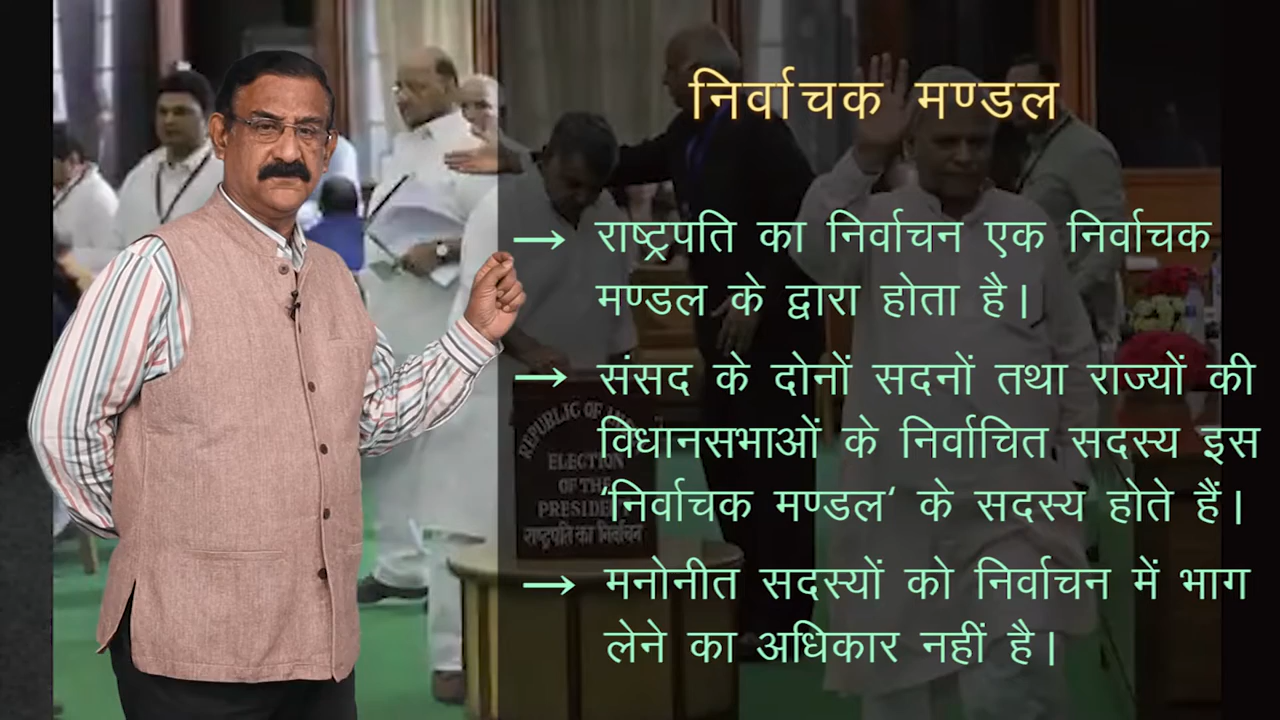 निर्वाचक मण्डल
→ राष्ट्रपति का निर्वाचन एक निर्वाचक
मण्डल के द्वारा होता है।
→ संसद के दोनों सदनों तथा राज्यों की
विधानसभाओं के निर्वाचित सदस्य इस
‘निर्वाचक मण्डल‘ के सदस्य होते हैं।
→ मनोनीत सदस्यों को निर्वाचन में भाग
लेने का अधिकार नहीं है।
REPUBLIC OF
ELECTION
OF THE
राष्ट्रपति का निर्वाचन